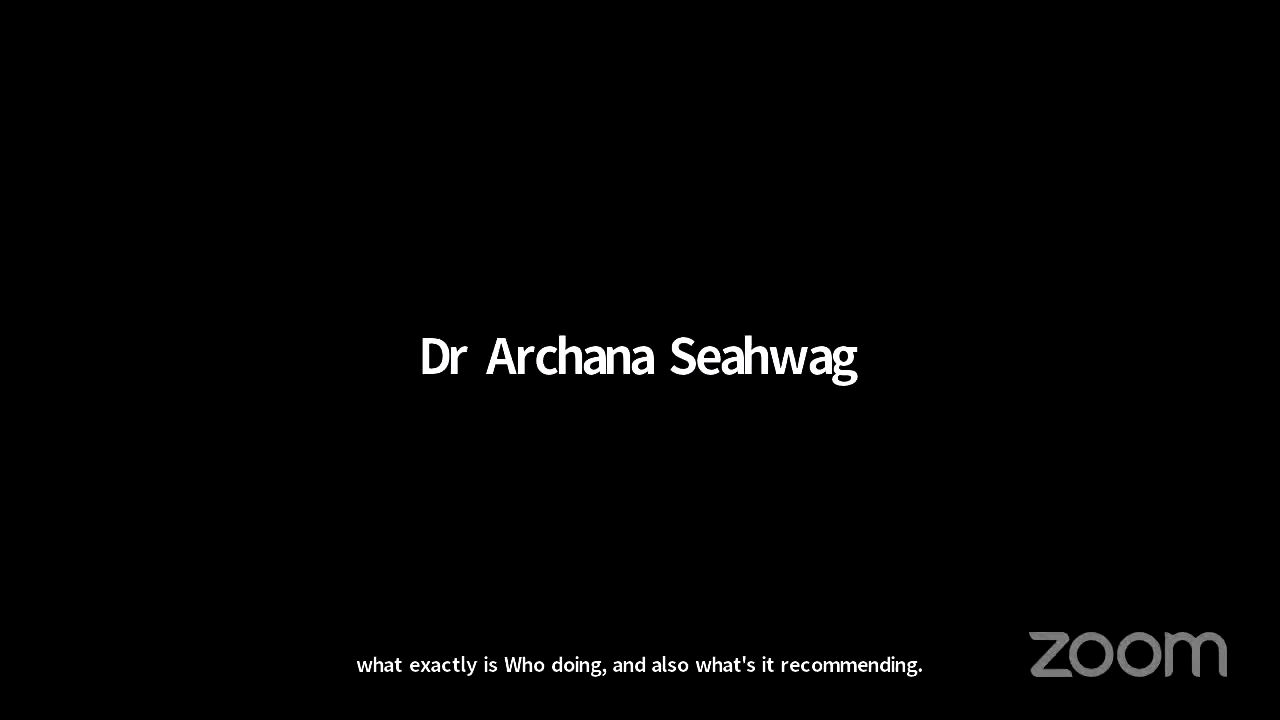 Dr Archana Seahwag
what exactly is Who doing, and also what's it recommending.
zoom